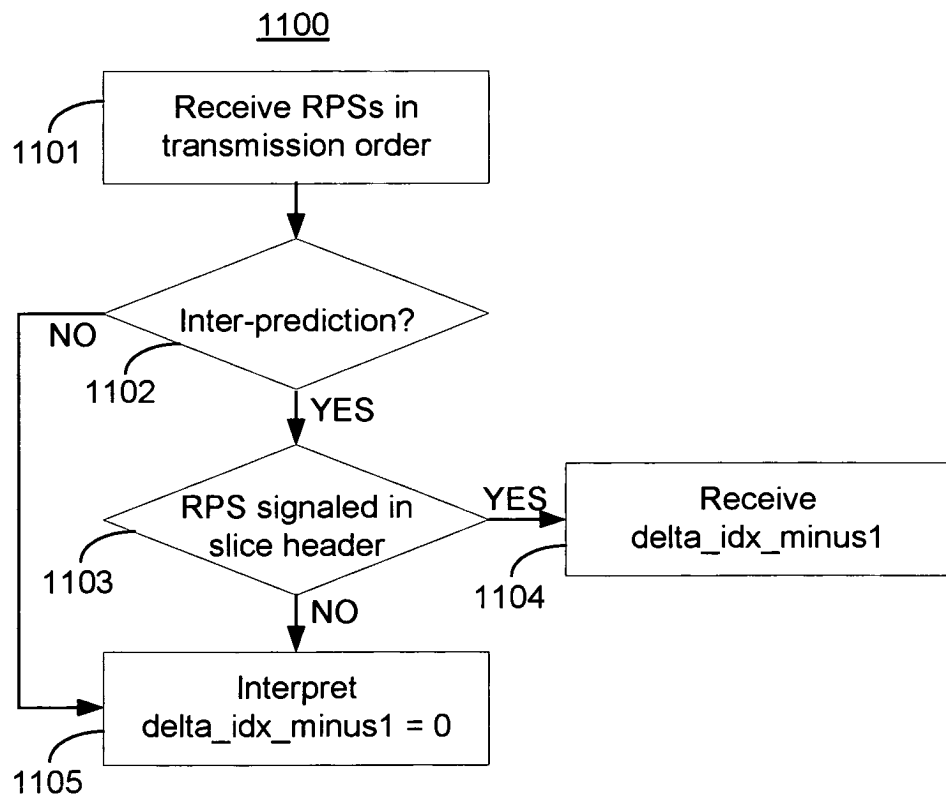 1100
Receive RPSs in
transmission order
1101
Inter-prediction?
NO
1102
YES
RPS signaled in
slice header
YES
1103
Receive
delta_idx_minus1
1104
NO
Interpret
delta_idx_minus1 = 0
1105